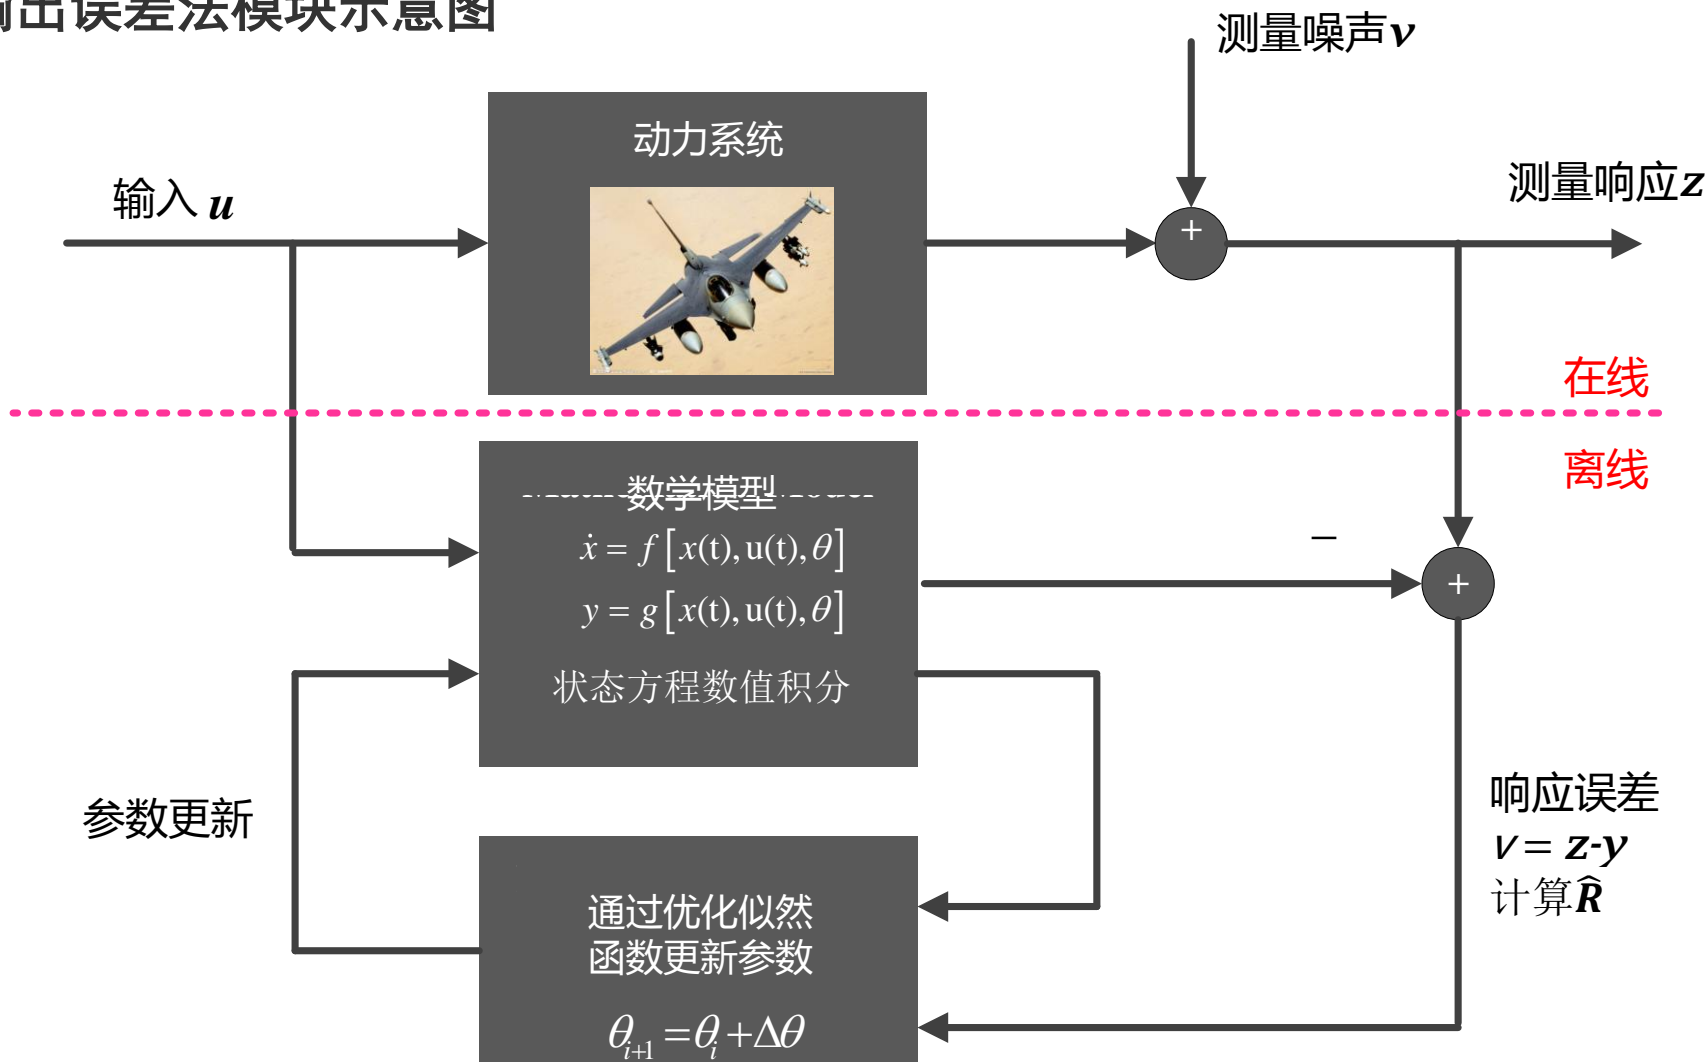 输出误差法模块示意图
测量噪声v
动力系统
输入 u
测量响应z
+
在线
离线
数学模型
ẋ = f[x(t),u(t),θ]
y = g[x(t),u(t),θ]
状态方程数值积分
−
+
参数更新
响应误差
v = z-y
计算R̂
通过优化似然
函数更新参数
θi+1 = θi + Δθ